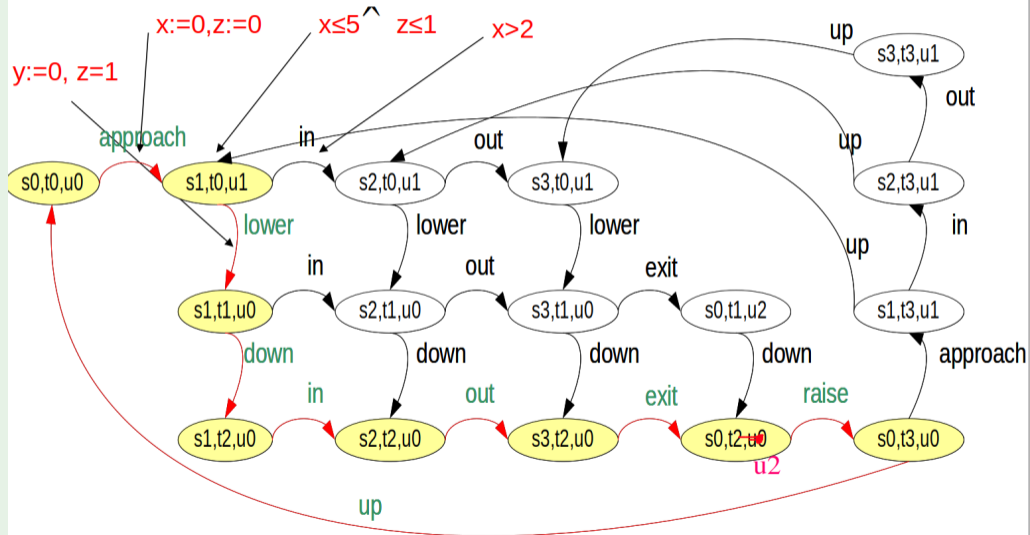 x:=0,z:=0
x≤5^ z≤1
x>2
up
s3,t3,u1
y:=0, z=1
out
approach
in
out
up
s0,t0,u0
s1,t0,u1
s2,t0,u1
s3,t0,u1
s2,t3,u1
lower
lower
lower
in
up
in
out
exit
s1,t1,u0
s2,t1,u0
s3,t1,u0
s0,t1,u2
s1,t3,u1
down
down
down
down
approach
in
out
exit
raise
s1,t2,u0
s2,t2,u0
s3,t2,u0
s0,t2,u0
s0,t3,u0
u2
up